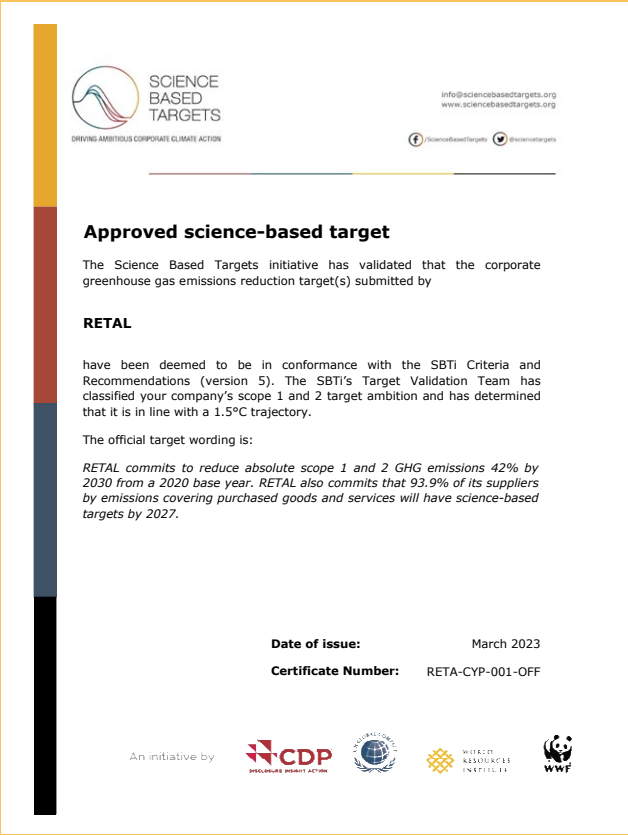 SCIENCE
BASED
TARGETS
DRIVING AMBITIOUS CORPORATE CLIMATE ACTION
info@sciencebasedtargets.org
www.sciencebasedtargets.org
/ScienceBasedTargets @sciencetargets
Approved science-based target
The Science Based Targets initiative has validated that the corporate
greenhouse gas emissions reduction target(s) submitted by
RETAL
have been deemed to be in conformance with the SBTi Criteria and
Recommendations (version 5). The SBTi's Target Validation Team has
classified your company's scope 1 and 2 target ambition and has determined
that it is in line with a 1.5°C trajectory.
The official target wording is:
RETAL commits to reduce absolute scope 1 and 2 GHG emissions 42% by
2030 from a 2020 base year. RETAL also commits that 93.9% of its suppliers
by emissions covering purchased goods and services will have science-based
targets by 2027.
Date of issue: March 2023
Certificate Number: RETA-CYP-001-OFF
An initiative by
CDP
DISCLOSURE INSIGHT ACTION
UN GLOBAL COMPACT
WORLD
RESOURCES
INSTITUTE
WWF